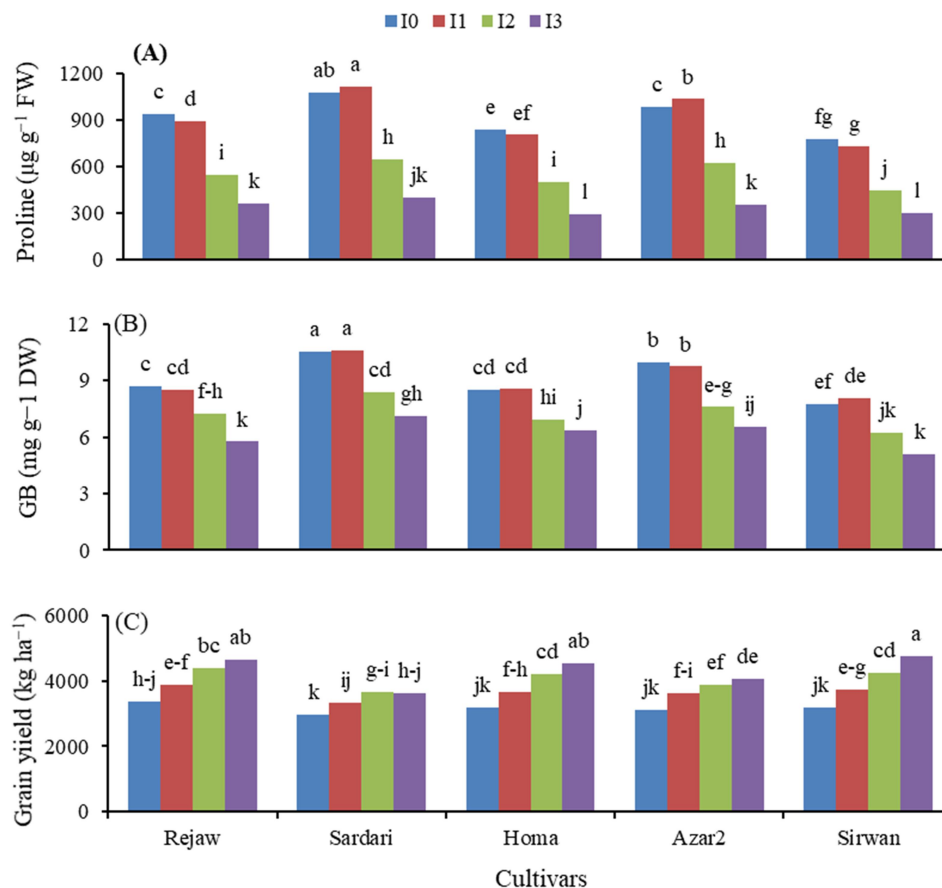 I0 I1 I2 I3
(A)
Proline (µg g⁻¹ FW)
1200
900
600
300
0
c d i k ab a h jk e ef i l c b h k fg g j l
(B)
GB (mg g−1 DW)
12
9
6
3
0
c cd f-h k a a cd gh cd cd hi j b b e-g ij ef de jk k
(C)
Grain yiield (kg ha⁻¹)
6000
4000
2000
0
h-j e-f bc ab k ij g-i h-j jk f-h cd ab jk f-i ef de jk e-g cd a
Rejaw Sardari Homa Azar2 Sirwan
Cultivars